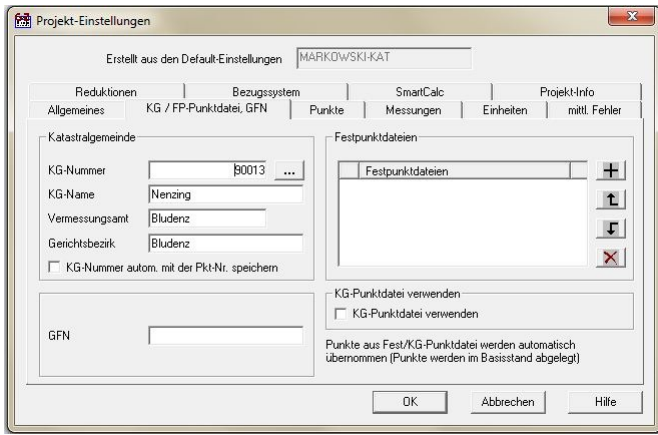 Projekt-Einstellungen
Erstellt aus den Default-Einstellungen MARKOWSKI-KAT
Reduktionen Bezugssystem SmartCalc Projekt-Info
Allgemeines KG / FP-Punktdatei, GFN Punkte Messungen Einheiten mittl. Fehler
Katastralgemeinde
KG-Nummer 90013 ...
KG-Name Nenzing
Vermessungsamt Bludenz
Gerichtsbezirk Bludenz
KG-Nummer autom. mit der Pkt-Nr. speichern
GFN
Festpunktdateien
Festpunktdateien
KG-Punktdatei verwenden
KG-Punktdatei verwenden
Punkte aus Fest/KG-Punktdatei werden automatisch
übernommen (Punkte werden im Basisstand abgelegt)
OK Abbrechen Hilfe